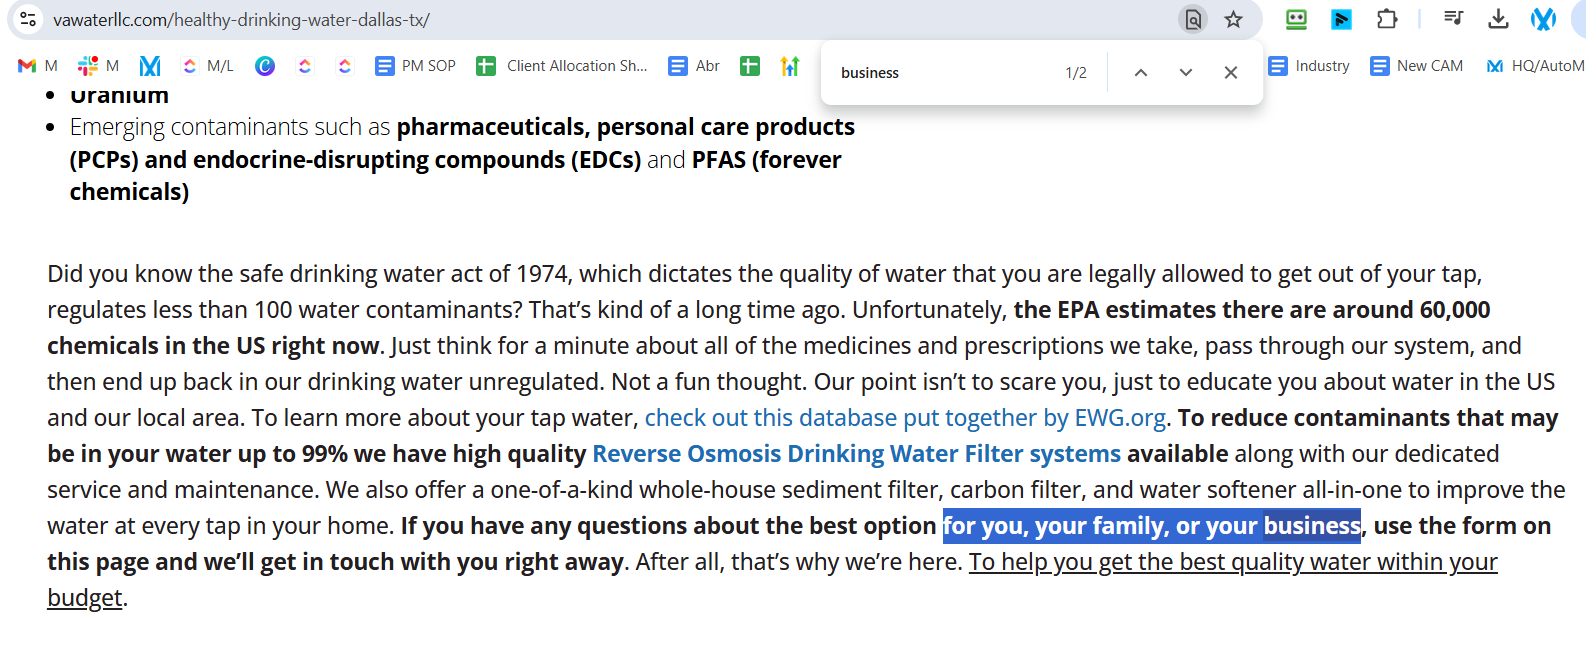 vawaterllc.com/healthy-drinking-water-dallas-tx/
M M M/L PM SOP Client Allocation Sh... Abr Industry New CAM HQ/AutoM
business 1/2
Uranium
Emerging contaminants such as pharmaceuticals, personal care products
(PCPs) and endocrine-disrupting compounds (EDCs) and PFAS (forever
chemicals)
Did you know the safe drinking water act of 1974, which dictates the quality of water that you are legally allowed to get out of your tap,
regulates less than 100 water contaminants? That’s kind of a long time ago. Unfortunately, the EPA estimates there are around 60,000
chemicals in the US right now. Just think for a minute about all of the medicines and prescriptions we take, pass through our system, and
then end up back in our drinking water unregulated. Not a fun thought. Our point isn’t to scare you, just to educate you about water in the US
and our local area. To learn more about your tap water, check out this database put together by EWG.org. To reduce contaminants that may
be in your water up to 99% we have high quality Reverse Osmosis Drinking Water Filter systems available along with our dedicated
service and maintenance. We also offer a one-of-a-kind whole-house sediment filter, carbon filter, and water softener all-in-one to improve the
water at every tap in your home. If you have any questions about the best option for you, your family, or your business, use the form on
this page and we’ll get in touch with you right away. After all, that’s why we’re here. To help you get the best quality water within your
budget.